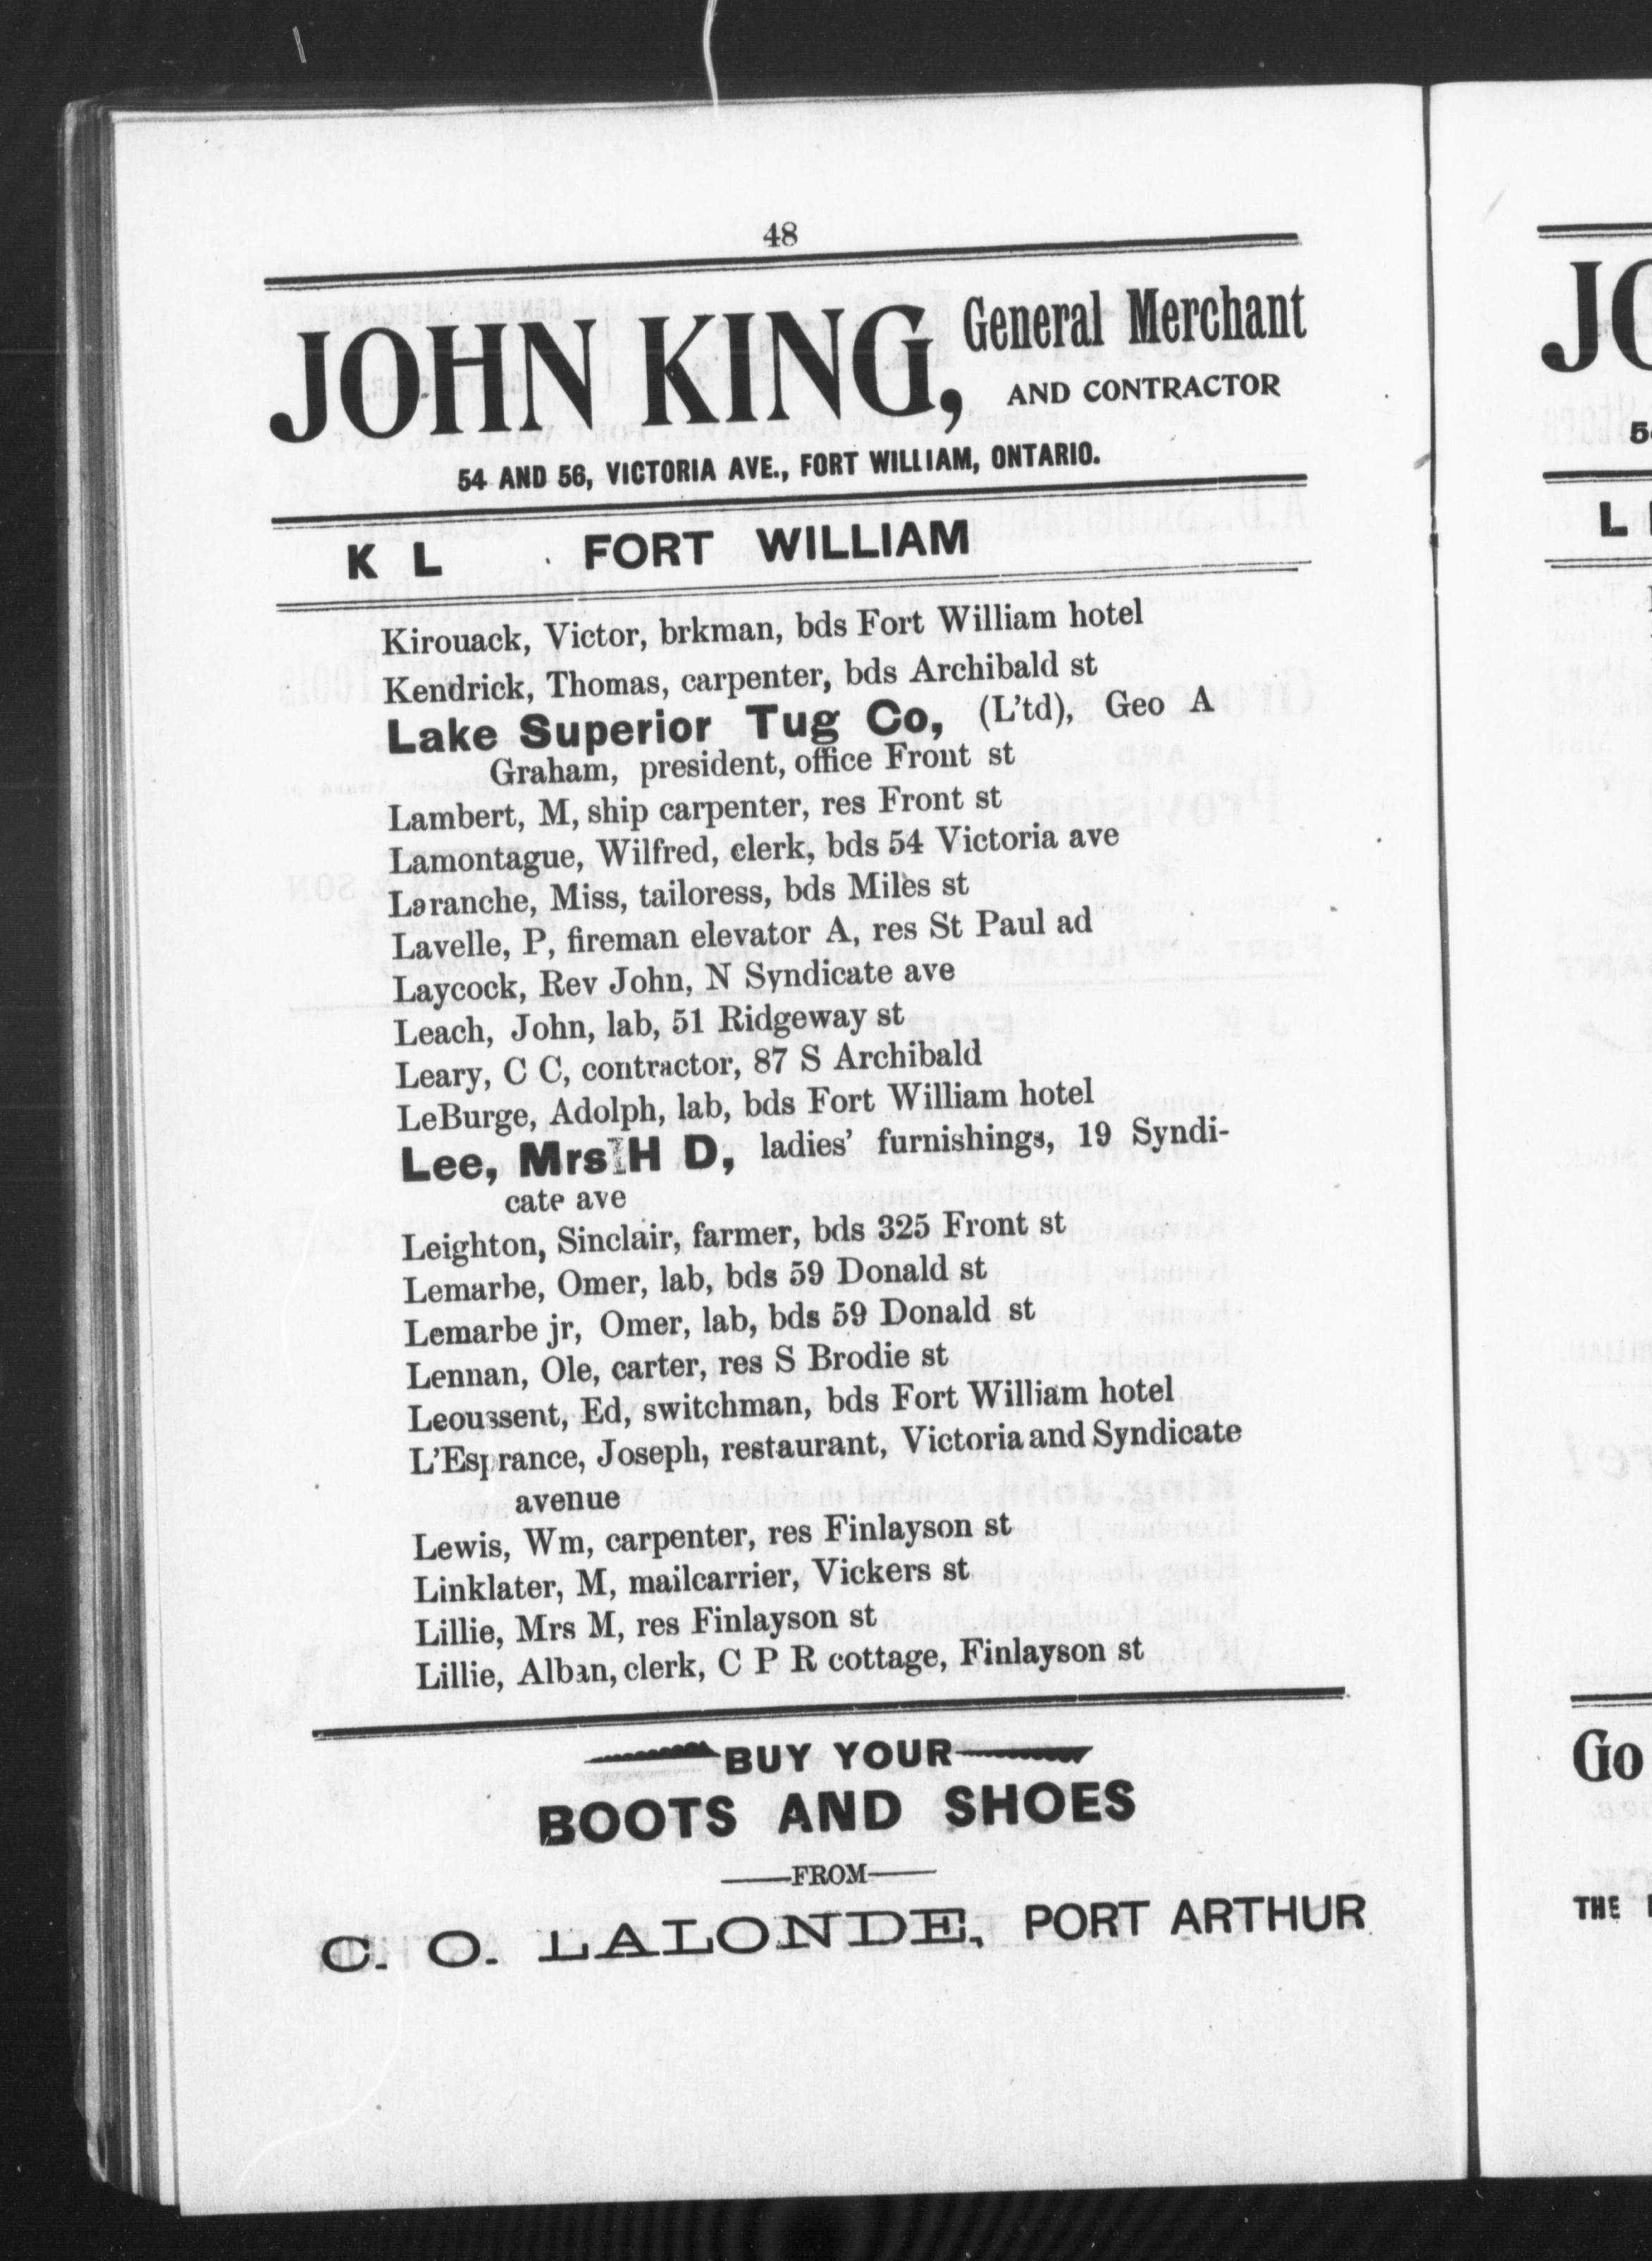 48
JOHN KING, General Merchant
AND CONTRACTOR
54 AND 56, VICTORIA AVE., FORT WILLIAM, ONTARIO.
K L FORT WILLIAM
Kirouack, Victor, brkman, bds Fort William hotel
Kendrick, Thomas, carpenter, bds Archibald st
Lake Superior Tug Co, (L'td), Geo A
Graham, president, office Front st
Lambert, M, ship carpenter, res Front st
Lamontague, Wilfred, clerk, bds 54 Victoria ave
Laranche, Miss, tailoress, bds Miles st
Lavelle, P, fireman elevator A, res St Paul ad
Laycock, Rev John, N Syndicate ave
Leach, John, lab, 51 Ridgeway st
Leary, C C, contractor, 87 S Archibald
LeBurge, Adolph, lab, bds Fort William hotel
Lee, Mrs H D, ladies' furnishings, 19 Syndi-
cate ave
Leighton, Sinclair, farmer, bds 325 Front st
Lemarbe, Omer, lab, bds 59 Donald st
Lemarbe jr, Omer, lab, bds 59 Donald st
Lennan, Ole, carter, res S Brodie st
Leoussent, Ed, switchman, bds Fort William hotel
L'Esprance, Joseph, restaurant, Victoria and Syndicate
avenue
Lewis, Wm, carpenter, res Finlayson st
Linklater, M, mailcarrier, Vickers st
Lillie, Mrs M, res Finlayson st
Lillie, Alban, clerk, C P R cottage, Finlayson st
BUY YOUR
BOOTS AND SHOES
FROM
C. O. LALONDE, PORT ARTHUR
JO
L
Go
THE